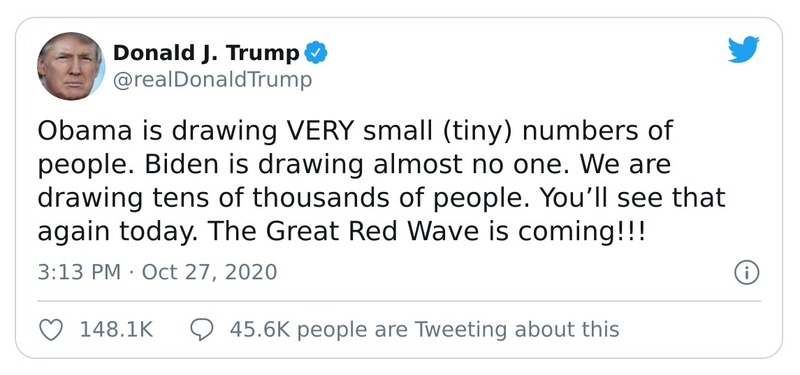 Donald J. Trump
@realDonaldTrump
Obama is drawing VERY small (tiny) numbers of
people. Biden is drawing almost no one. We are
drawing tens of thousands of people. You’ll see that
again today. The Great Red Wave is coming!!!
3:13 PM · Oct 27, 2020
148.1K 45.6K people are Tweeting about this